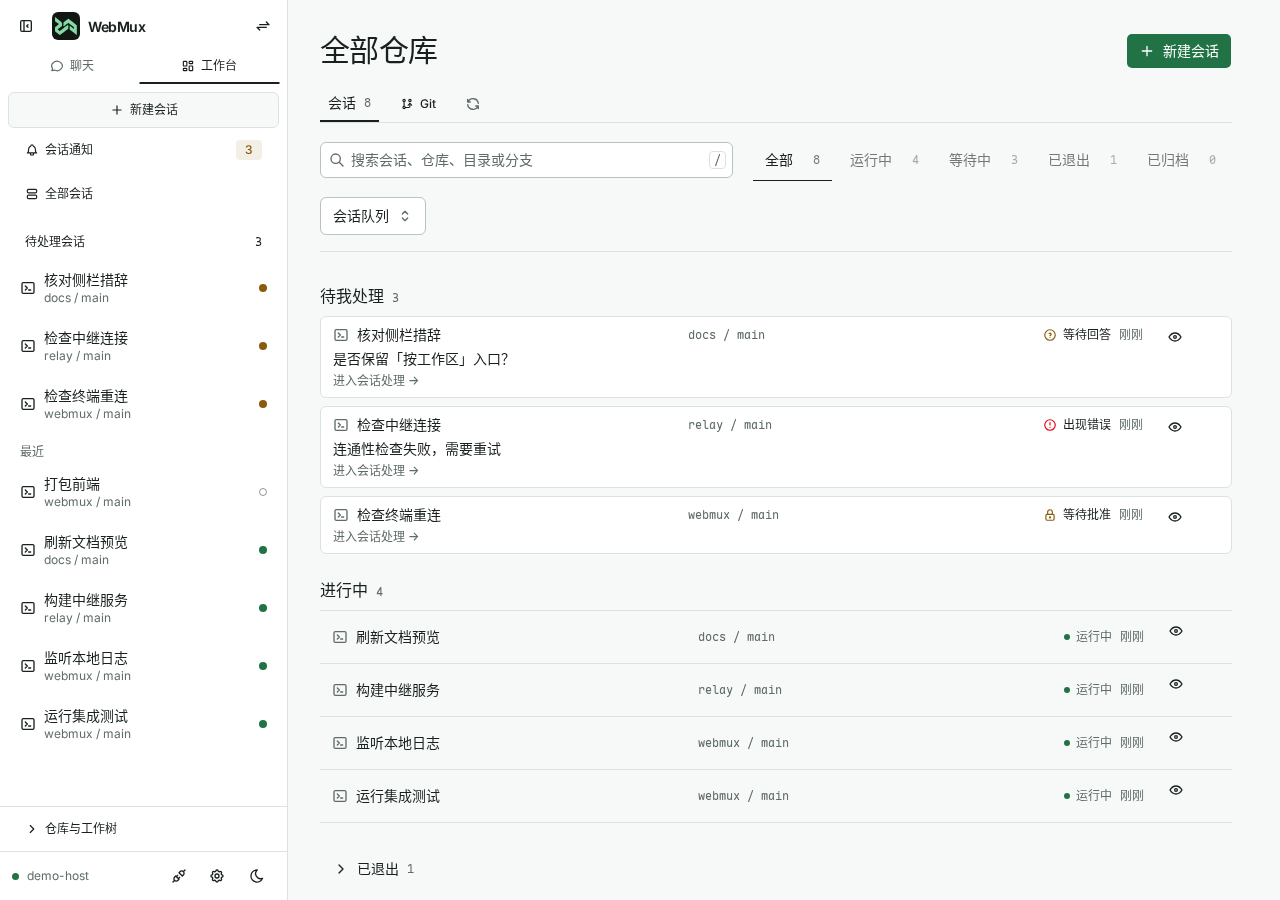 WebMux
聊天
工作台
新建会话
会话通知 3
全部会话
待处理会话 3
核对侧栏措辞
docs / main
检查中继连接
relay / main
检查终端重连
webmux / main
最近
打包前端
webmux / main
刷新文档预览
docs / main
构建中继服务
relay / main
监听本地日志
webmux / main
运行集成测试
webmux / main
仓库与工作树
demo-host
全部仓库
新建会话
会话 8
Git
搜索会话、仓库、目录或分支 /
全部 8
运行中 4
等待中 3
已退出 1
已归档 0
会话队列
待我处理 3
核对侧栏措辞 docs / main 等待回答 刚刚
是否保留「按工作区」入口?
进入会话处理 →
检查中继连接 relay / main 出现错误 刚刚
连通性检查失败，需要重试
进入会话处理 →
检查终端重连 webmux / main 等待批准 刚刚
进入会话处理 →
进行中 4
刷新文档预览 docs / main 运行中 刚刚
构建中继服务 relay / main 运行中 刚刚
监听本地日志 webmux / main 运行中 刚刚
运行集成测试 webmux / main 运行中 刚刚
已退出 1